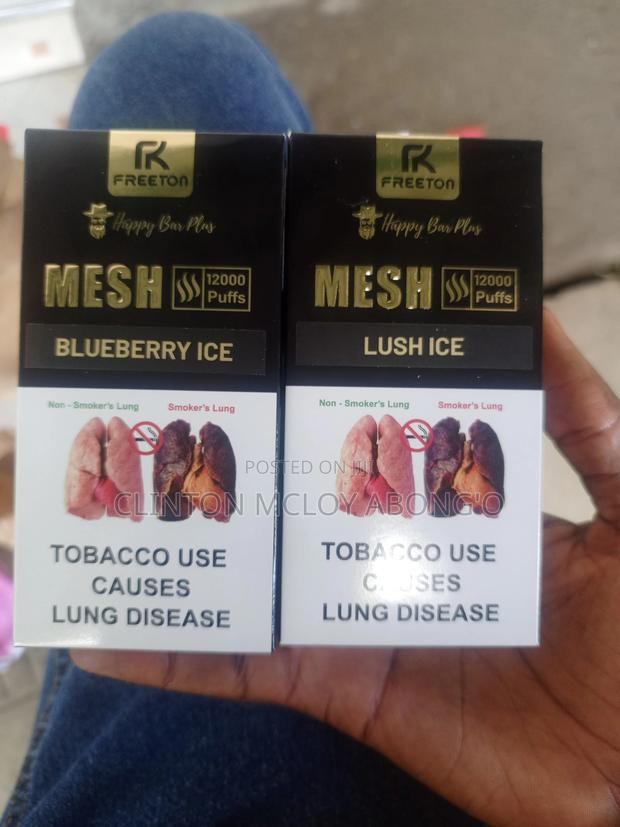 FREETON
Happy Bar Plus
MESH
12000
Puffs
BLUEBERRY ICE
Non - Smoker's Lung
Smoker's Lung
TOBACCO USE
CAUSES
LUNG DISEASE
FREETON
Happy Bar Plus
MESH
12000
Puffs
LUSH ICE
Non - Smoker's Lung
Smoker's Lung
TOBACCO USE
CAUSES
LUNG DISEASE
POSTED ON JIJI
CLINTON MCLOY ABONG'O